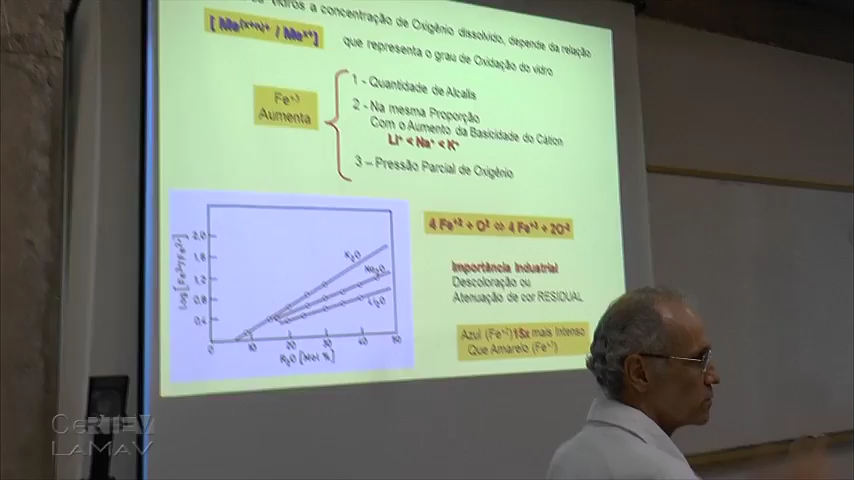 Vidros a concentração de Oxigênio dissolvido, depende da relação
[ Me(x+n)+ / Mex+]
que representa o grau de Oxidação do vidro
Fe+3
Aumenta
1 - Quantidade de Alcalis
2 - Na mesma Proporção
Com o Aumento da Basicidade do Cátion
Li+ < Na+ < K+
3 – Pressão Parcial de Oxigênio
Log [Fe3+/Fe2+]
2,0
1,6
1,2
0,8
0,4
K2O
Na2O
Li2O
0 10 20 30 40 50
R2O [Mol %]
4 Fe+2 + O2 ⇔ 4 Fe+3 + 2O-2
Importância Industrial
Descoloração ou
Atenuação de cor RESIDUAL
Azul (Fe+2) 15x mais Intenso
Que Amarelo (Fe+3)
CeRTEV
LAMAV